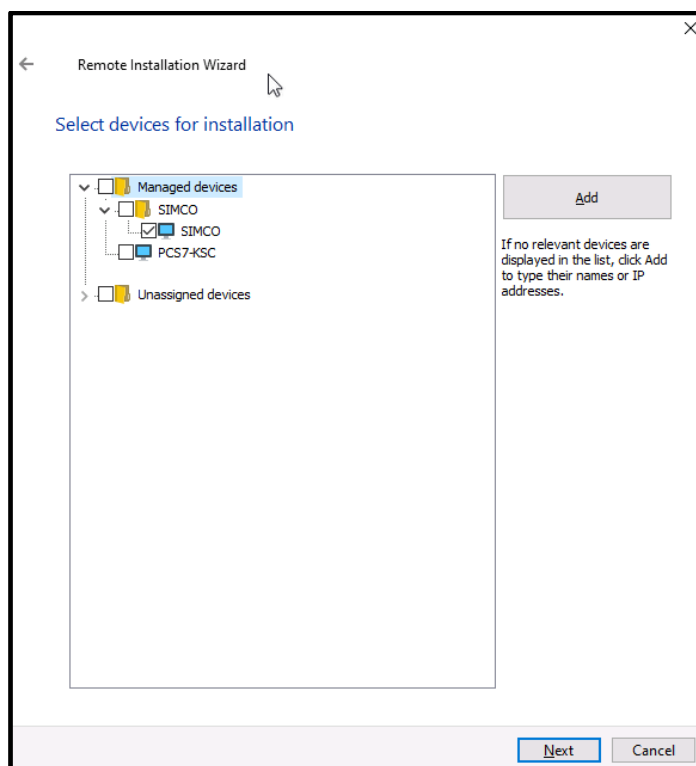 Remote Installation Wizard
Select devices for installation
Managed devices
SIMCO
SIMCO
PCS7-KSC
Unassigned devices
Add
If no relevant devices are
displayed in the list, click Add
to type their names or IP
addresses.
Next
Cancel